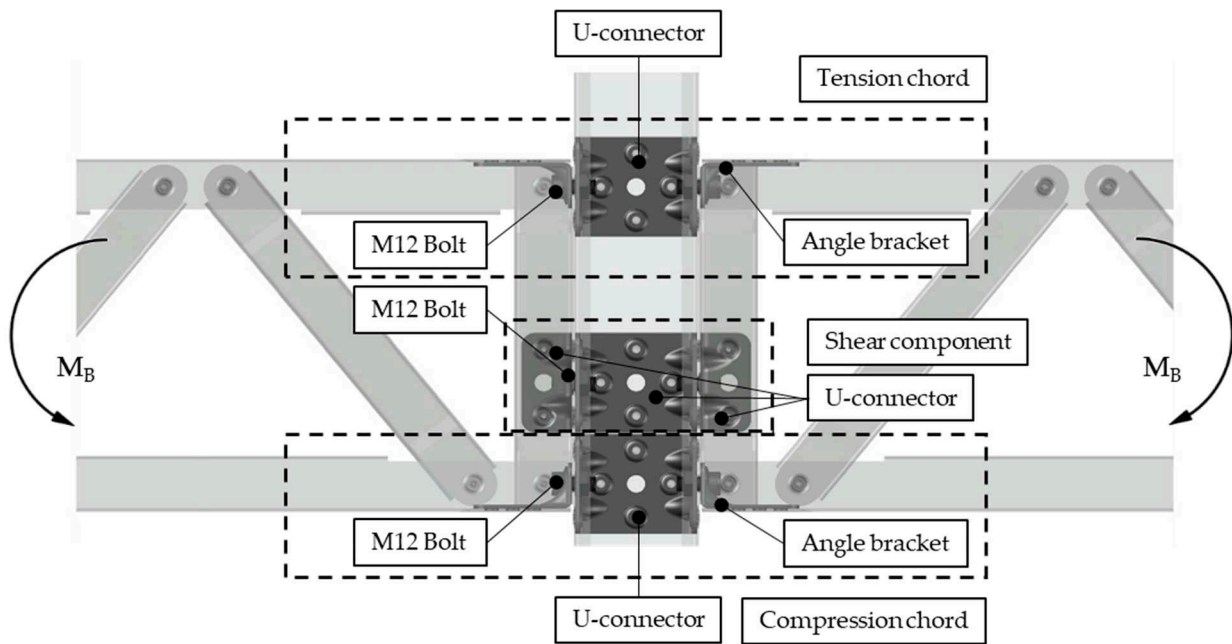 U-connector
Tension chord
M12 Bolt
Angle bracket
M12 Bolt
Shear component
M_B
M_B
U-connector
M12 Bolt
Angle bracket
U-connector
Compression chord